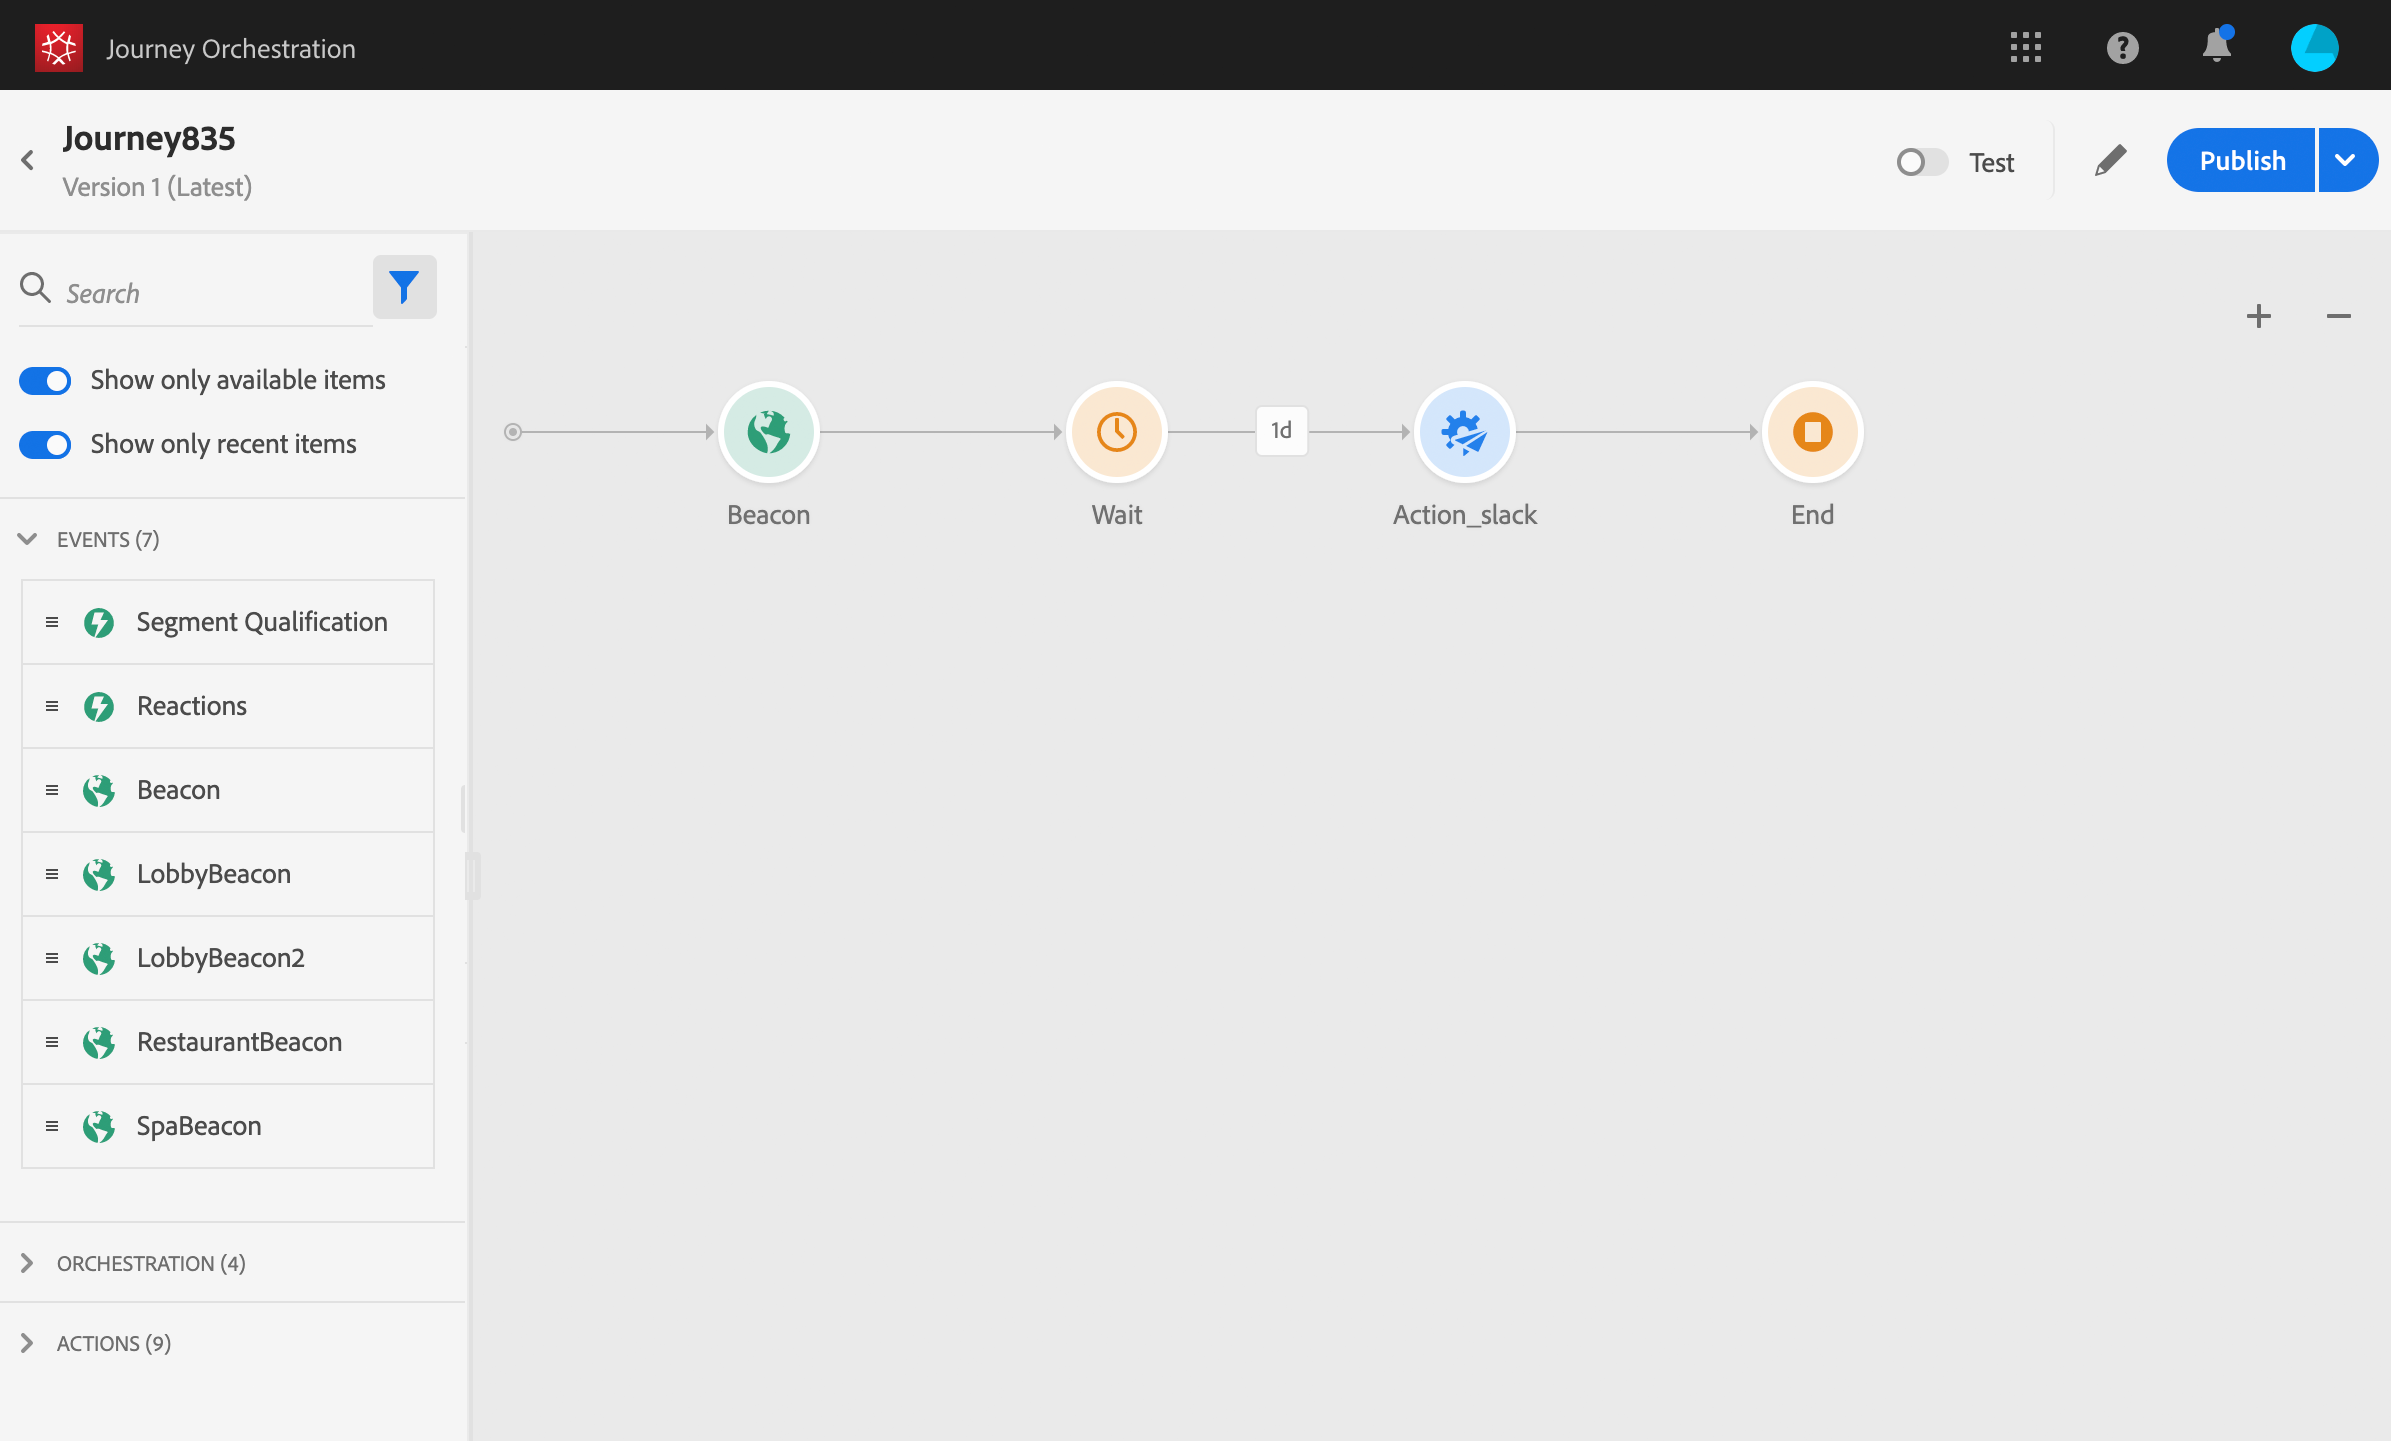 Journey Orchestration
Journey835
Version 1 (Latest)
Test
Publish
Search
Show only available items
Show only recent items
EVENTS (7)
Segment Qualification
Reactions
Beacon
LobbyBeacon
LobbyBeacon2
RestaurantBeacon
SpaBeacon
ORCHESTRATION (4)
ACTIONS (9)
1d
Beacon
Wait
Action_slack
End